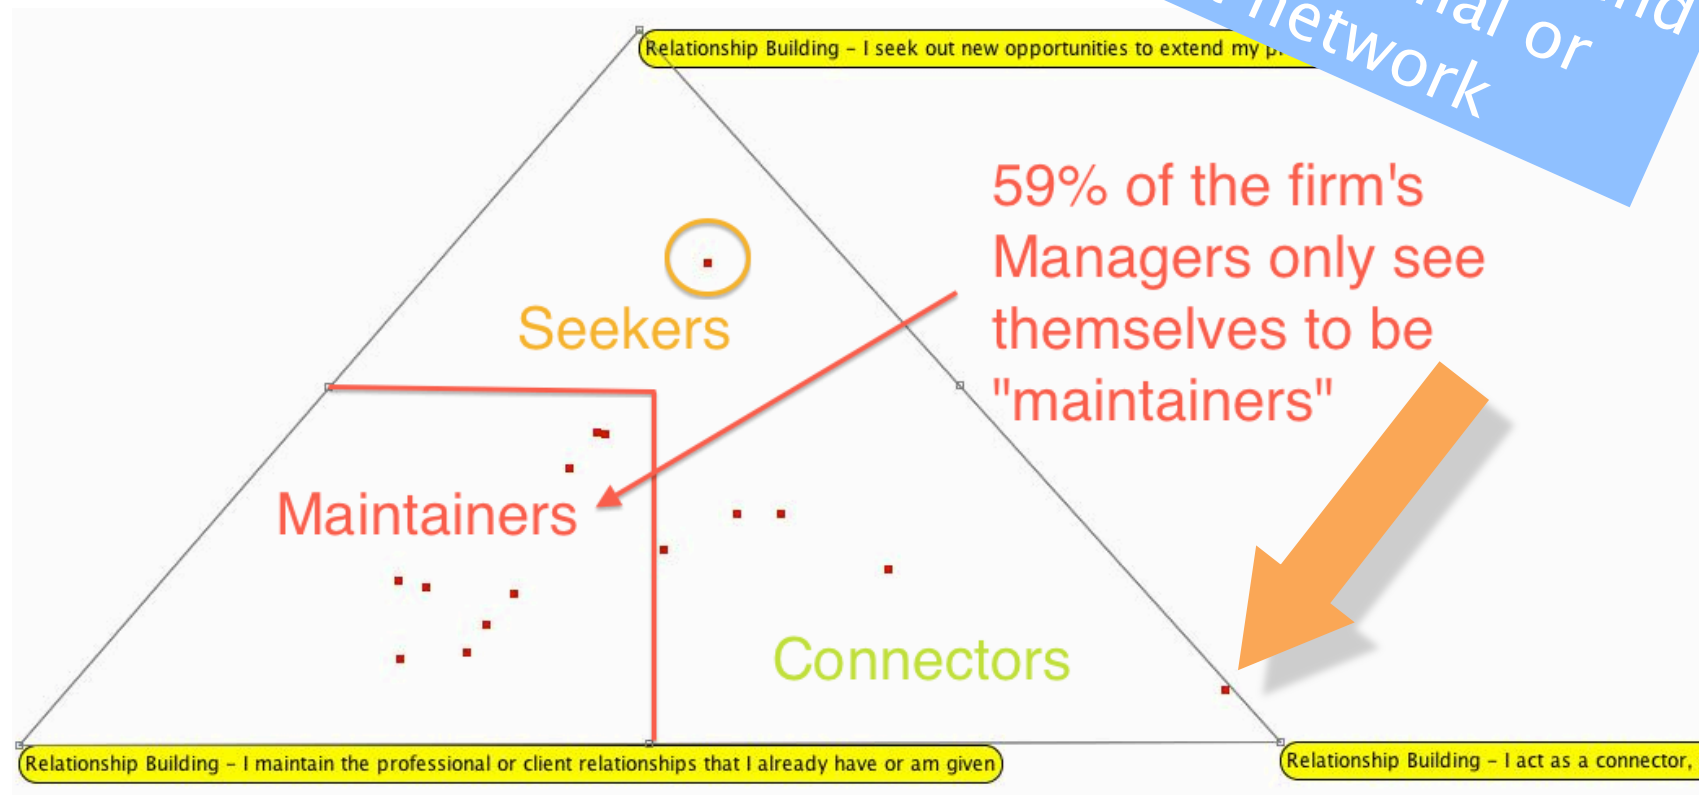 Relationship Building – I seek out new opportunities to extend my
or
network
59% of the firm's
Managers only see
themselves to be
"maintainers"
Seekers
Maintainers
Connectors
Relationship Building – I maintain the professional or client relationships that I already have or am given
Relationship Building – I act as a connector,